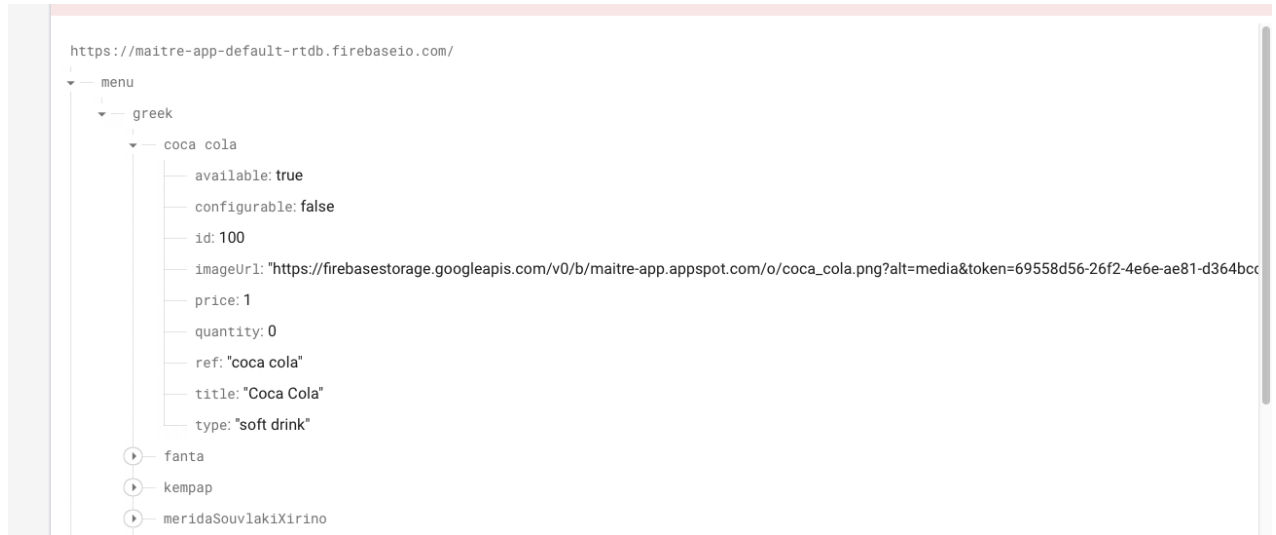 https://maitre-app-default-rtdb.firebaseio.com/
menu
greek
coca cola
available: true
configurable: false
id: 100
imageUrl: "https://firebasestorage.googleapis.com/v0/b/maitre-app.appspot.com/o/coca_cola.png?alt=media&token=69558d56-26f2-4e6e-ae81-d364bcc
price: 1
quantity: 0
ref: "coca cola"
title: "Coca Cola"
type: "soft drink"
fanta
kempap
meridaSouvlakiXirino